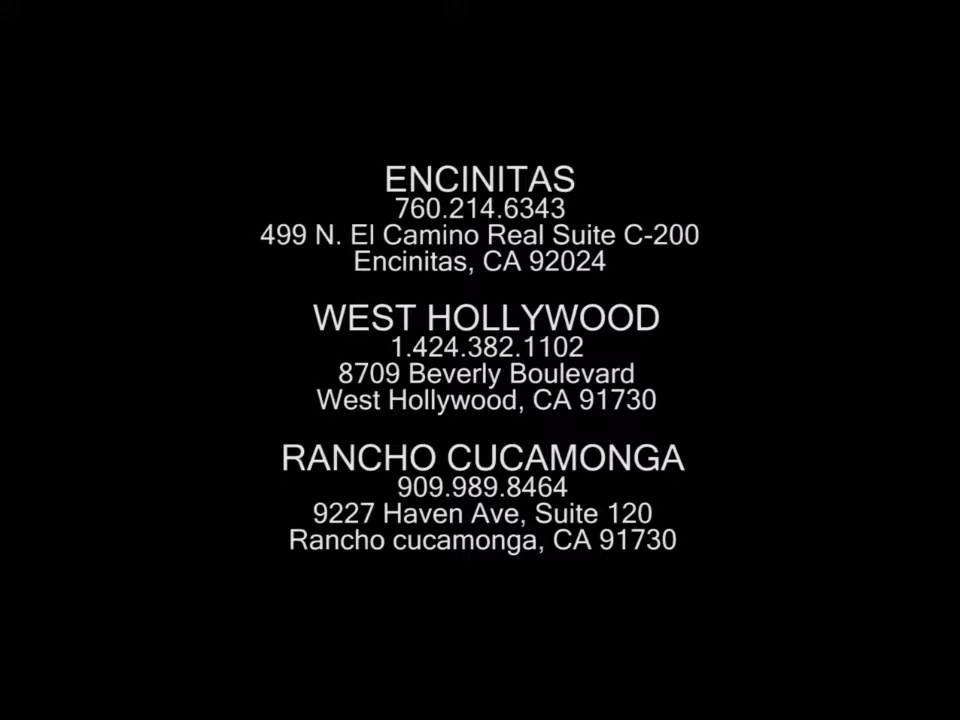 ENCINITAS
760.214.6343
499 N. El Camino Real Suite C-200
Encinitas, CA 92024
WEST HOLLYWOOD
1.424.382.1102
8709 Beverly Boulevard
West Hollywood, CA 91730
RANCHO CUCAMONGA
909.989.8464
9227 Haven Ave, Suite 120
Rancho cucamonga, CA 91730